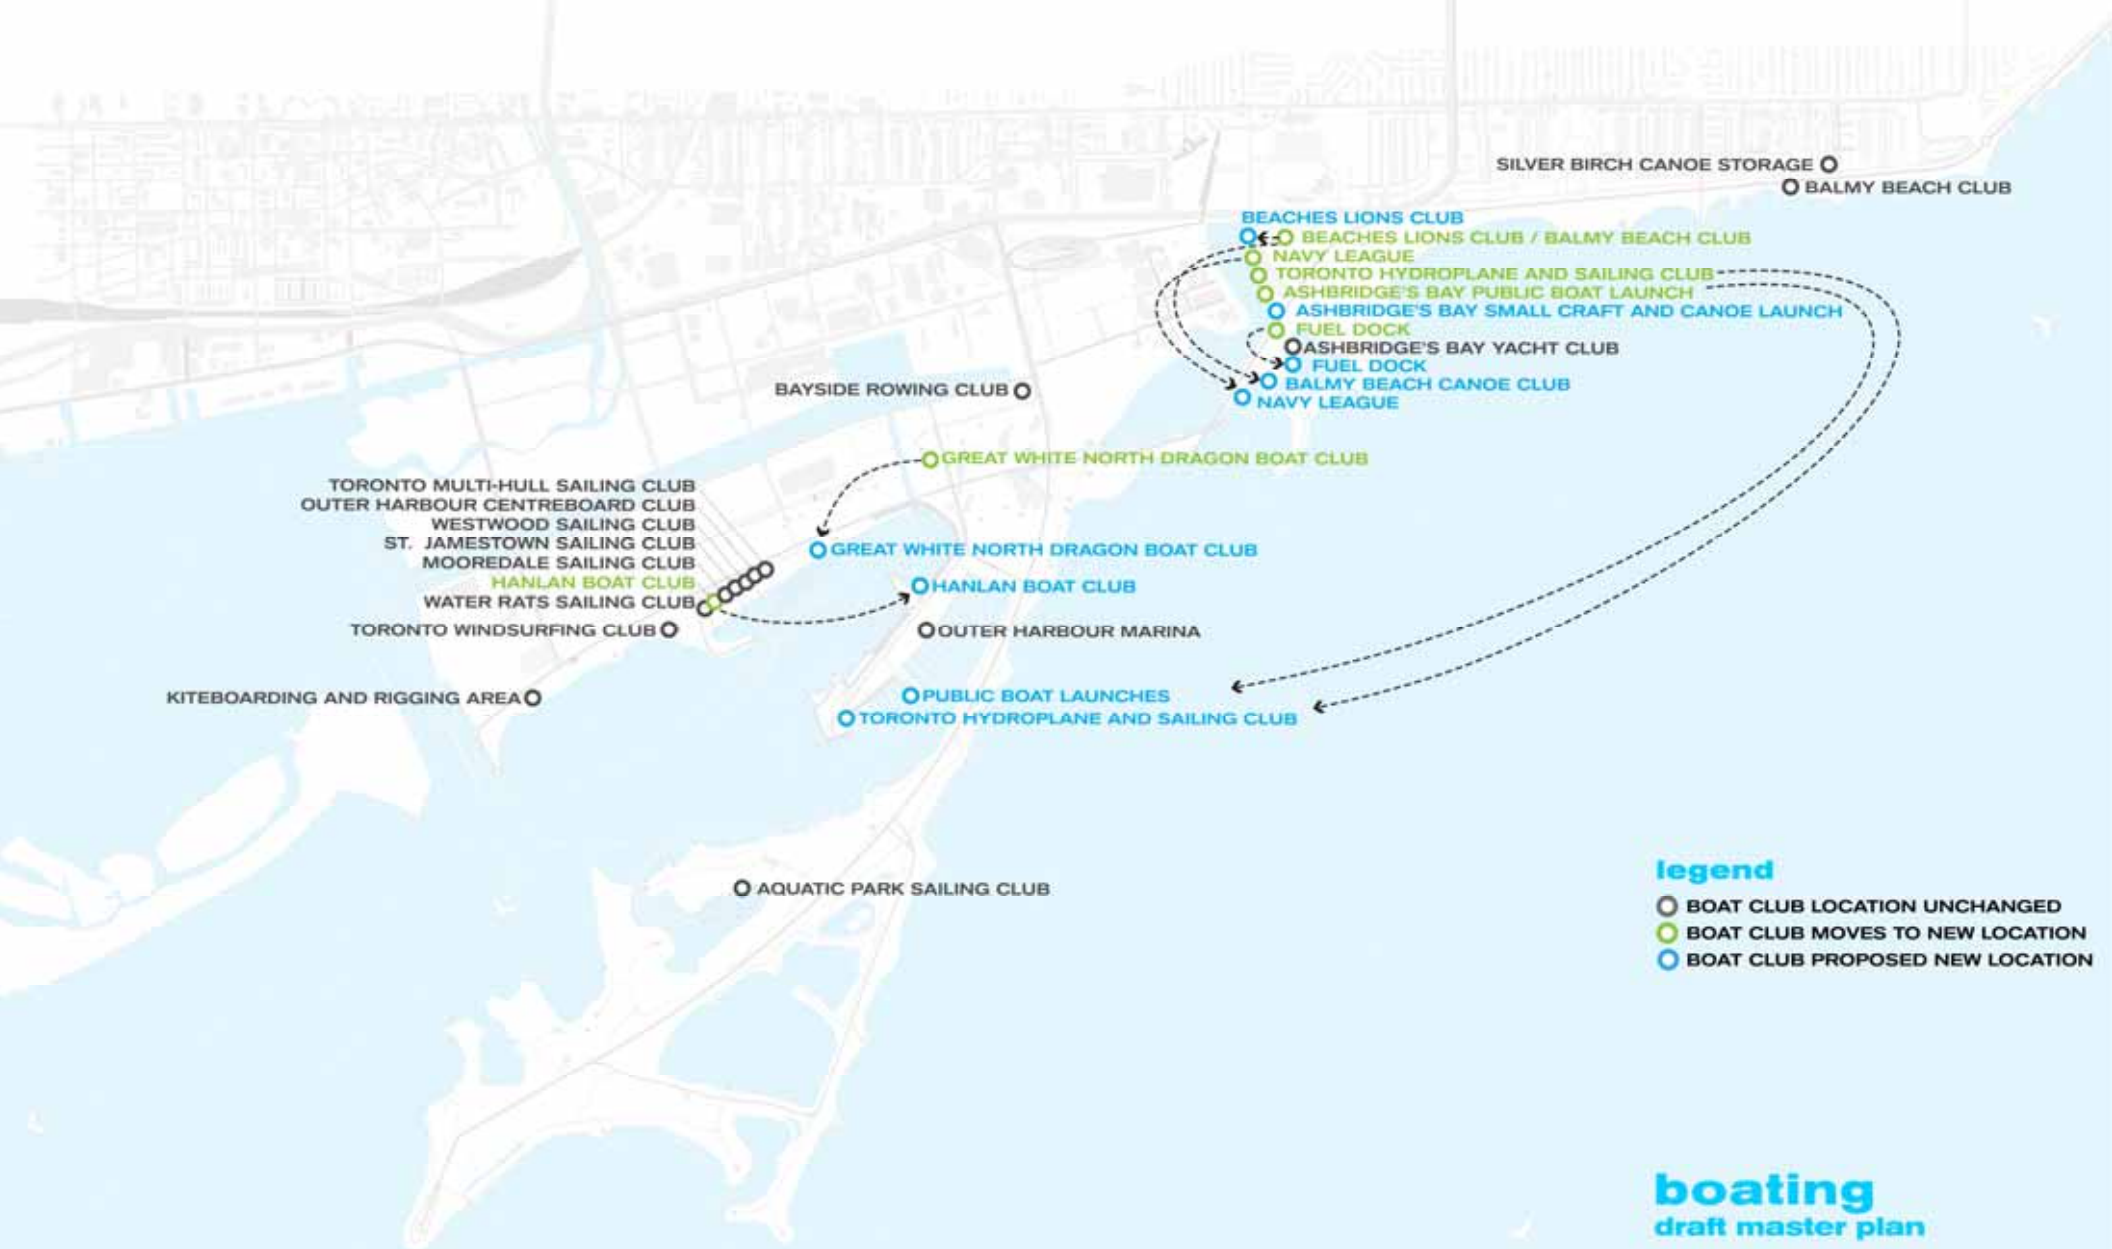 SILVER BIRCH CANOE STORAGE
BALMY BEACH CLUB
BEACHES LIONS CLUB
BEACHES LIONS CLUB / BALMY BEACH CLUB
NAVY LEAGUE
TORONTO HYDROPLANE AND SAILING CLUB
ASHBRIDGE'S BAY PUBLIC BOAT LAUNCH
ASHBRIDGE'S BAY SMALL CRAFT AND CANOE LAUNCH
FUEL DOCK
ASHBRIDGE'S BAY YACHT CLUB
FUEL DOCK
BALMY BEACH CANOE CLUB
NAVY LEAGUE
BAYSIDE ROWING CLUB
GREAT WHITE NORTH DRAGON BOAT CLUB
TORONTO MULTI-HULL SAILING CLUB
OUTER HARBOUR CENTREBOARD CLUB
WESTWOOD SAILING CLUB
ST. JAMESTOWN SAILING CLUB
MOOREDALE SAILING CLUB
HANLAN BOAT CLUB
WATER RATS SAILING CLUB
TORONTO WINDSURFING CLUB
GREAT WHITE NORTH DRAGON BOAT CLUB
HANLAN BOAT CLUB
OUTER HARBOUR MARINA
KITEBOARDING AND RIGGING AREA
PUBLIC BOAT LAUNCHES
TORONTO HYDROPLANE AND SAILING CLUB
AQUATIC PARK SAILING CLUB
legend
BOAT CLUB LOCATION UNCHANGED
BOAT CLUB MOVES TO NEW LOCATION
BOAT CLUB PROPOSED NEW LOCATION
boating
draft master plan